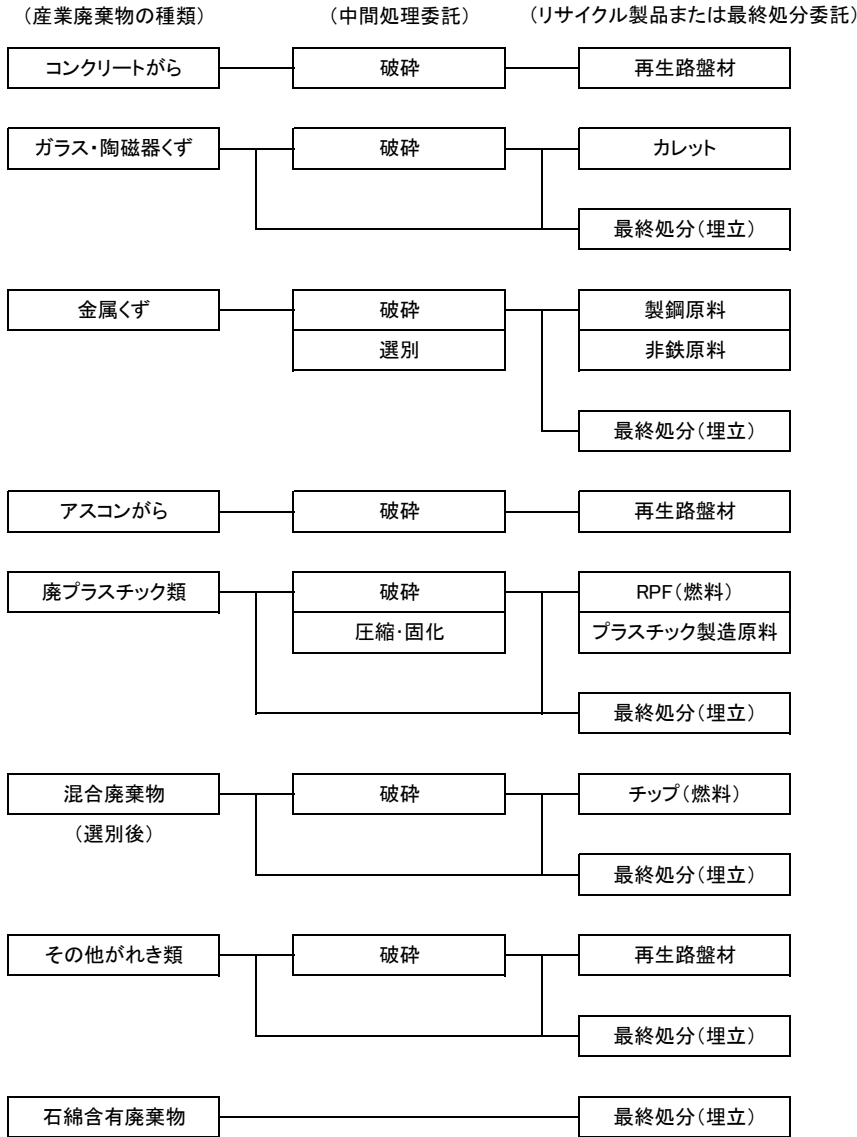 （産業廃棄物の種類） （中間処理委託） （リサイクル製品または最終処分委託）
コンクリートがら 破砕 再生路盤材
ガラス・陶磁器くず 破砕 カレット
最終処分（埋立）
金属くず 破砕 製鋼原料
選別 非鉄原料
最終処分（埋立）
アスコンがら 破砕 再生路盤材
廃プラスチック類 破砕 RPF（燃料）
圧縮・固化 プラスチック製造原料
最終処分（埋立）
混合廃棄物 破砕 チップ（燃料）
（選別後）
最終処分（埋立）
その他がれき類 破砕 再生路盤材
最終処分（埋立）
石綿含有廃棄物 最終処分（埋立）